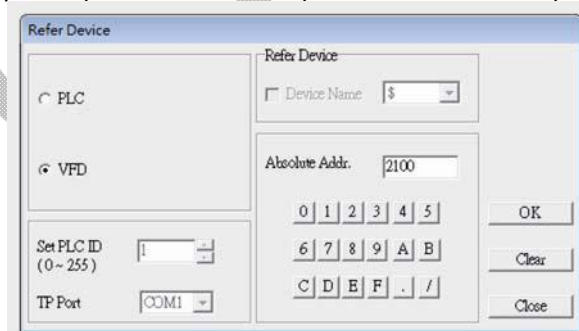 Refer Device
PLC
VFD
Set PLC ID
(0 ~ 255)
1
TP Port
COM1
Refer Device
Device Name
$
Absolute Addr.
2100
0 1 2 3 4 5
6 7 8 9 A B
C D E F . /
OK
Clear
Close